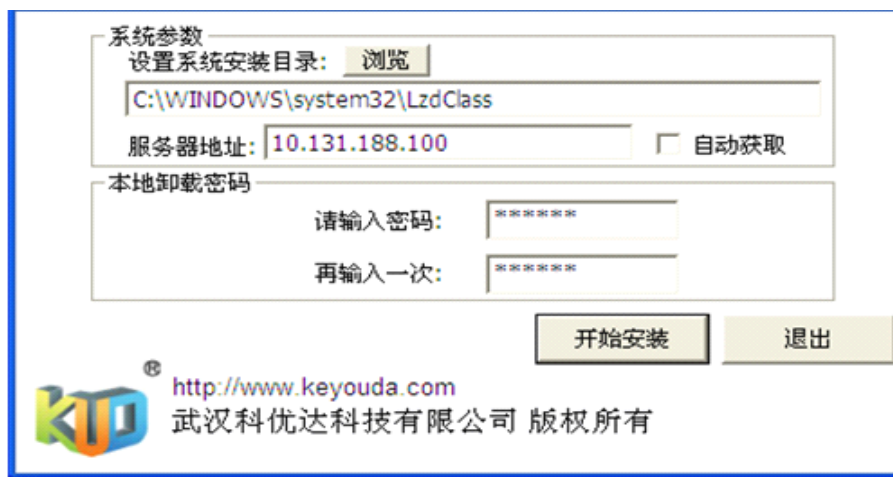 系统参数
设置系统安装目录: 浏览
C:\WINDOWS\system32\LzdClass
服务器地址: 10.131.188.100 自动获取
本地卸载密码
请输入密码: ******
再输入一次: ******
开始安装 退出
KYD®
http://www.keyouda.com
武汉科优达科技有限公司 版权所有